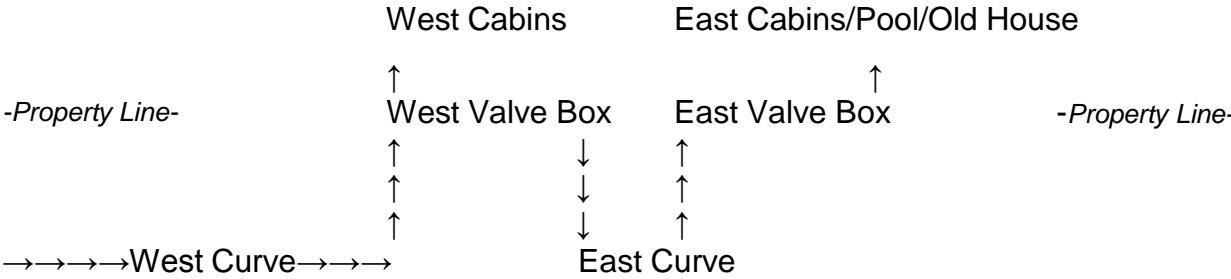 West Cabins East Cabins/Pool/Old House
↑ ↑
-Property Line- West Valve Box East Valve Box -Property Line-
↑ ↓ ↑
↑ ↓ ↑
↑ ↓ ↑
→→→→West Curve→→→ East Curve